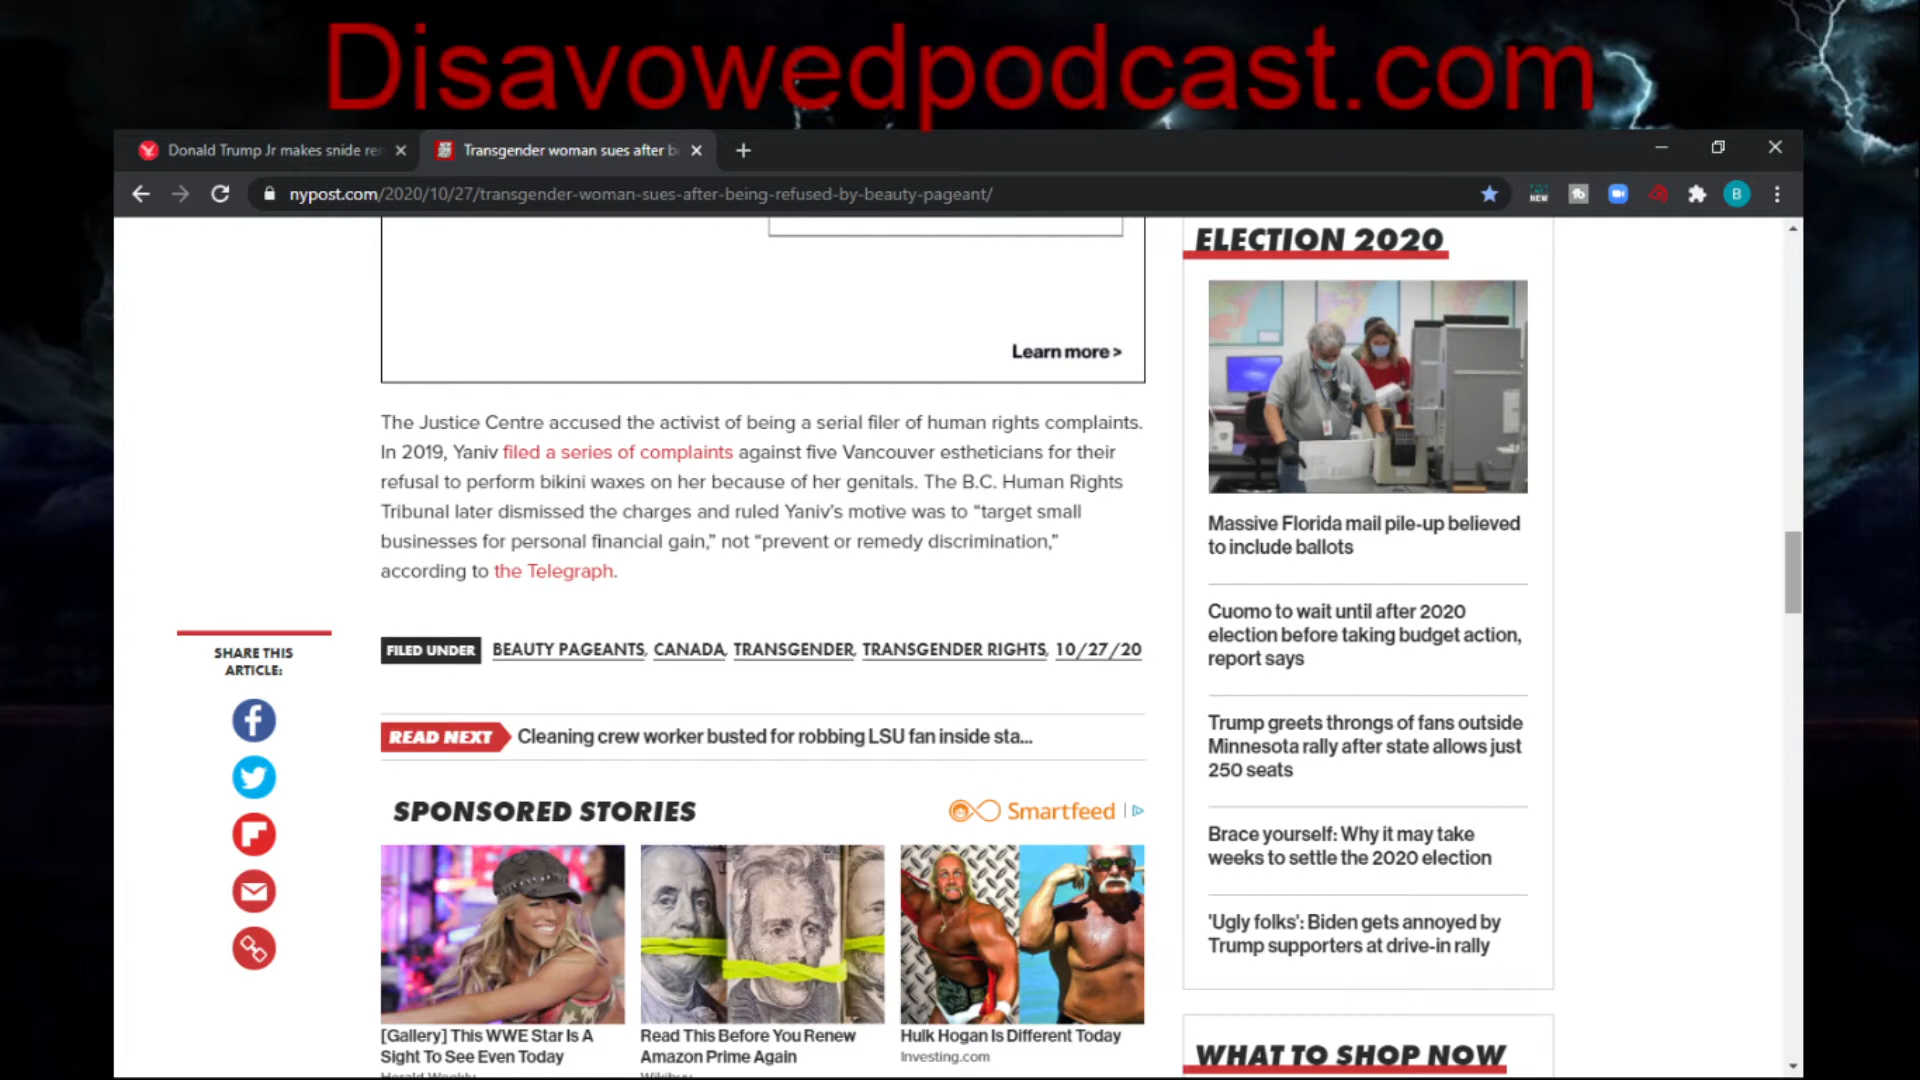 Disavowedpodcast.com
Donald Trump Jr makes snide re
Transgender woman sues after b
nypost.com/2020/10/27/transgender-woman-sues-after-being-refused-by-beauty-pageant/
NEW
B
Learn more >
The Justice Centre accused the activist of being a serial filer of human rights complaints.
In 2019, Yaniv filed a series of complaints against five Vancouver estheticians for their
refusal to perform bikini waxes on her because of her genitals. The B.C. Human Rights
Tribunal later dismissed the charges and ruled Yaniv's motive was to “target small
businesses for personal financial gain,” not “prevent or remedy discrimination,”
according to the Telegraph.
SHARE THIS
ARTICLE:
FILED UNDER BEAUTY PAGEANTS, CANADA, TRANSGENDER, TRANSGENDER RIGHTS, 10/27/20
READ NEXT Cleaning crew worker busted for robbing LSU fan inside sta...
SPONSORED STORIES
Smartfeed
[Gallery] This WWE Star Is A
Sight To See Even Today
Herald Weekly
Read This Before You Renew
Amazon Prime Again
Wikibuy
Hulk Hogan Is Different Today
Investing.com
ELECTION 2020
Massive Florida mail pile-up believed
to include ballots
Cuomo to wait until after 2020
election before taking budget action,
report says
Trump greets throngs of fans outside
Minnesota rally after state allows just
250 seats
Brace yourself: Why it may take
weeks to settle the 2020 election
'Ugly folks': Biden gets annoyed by
Trump supporters at drive-in rally
WHAT TO SHOP NOW